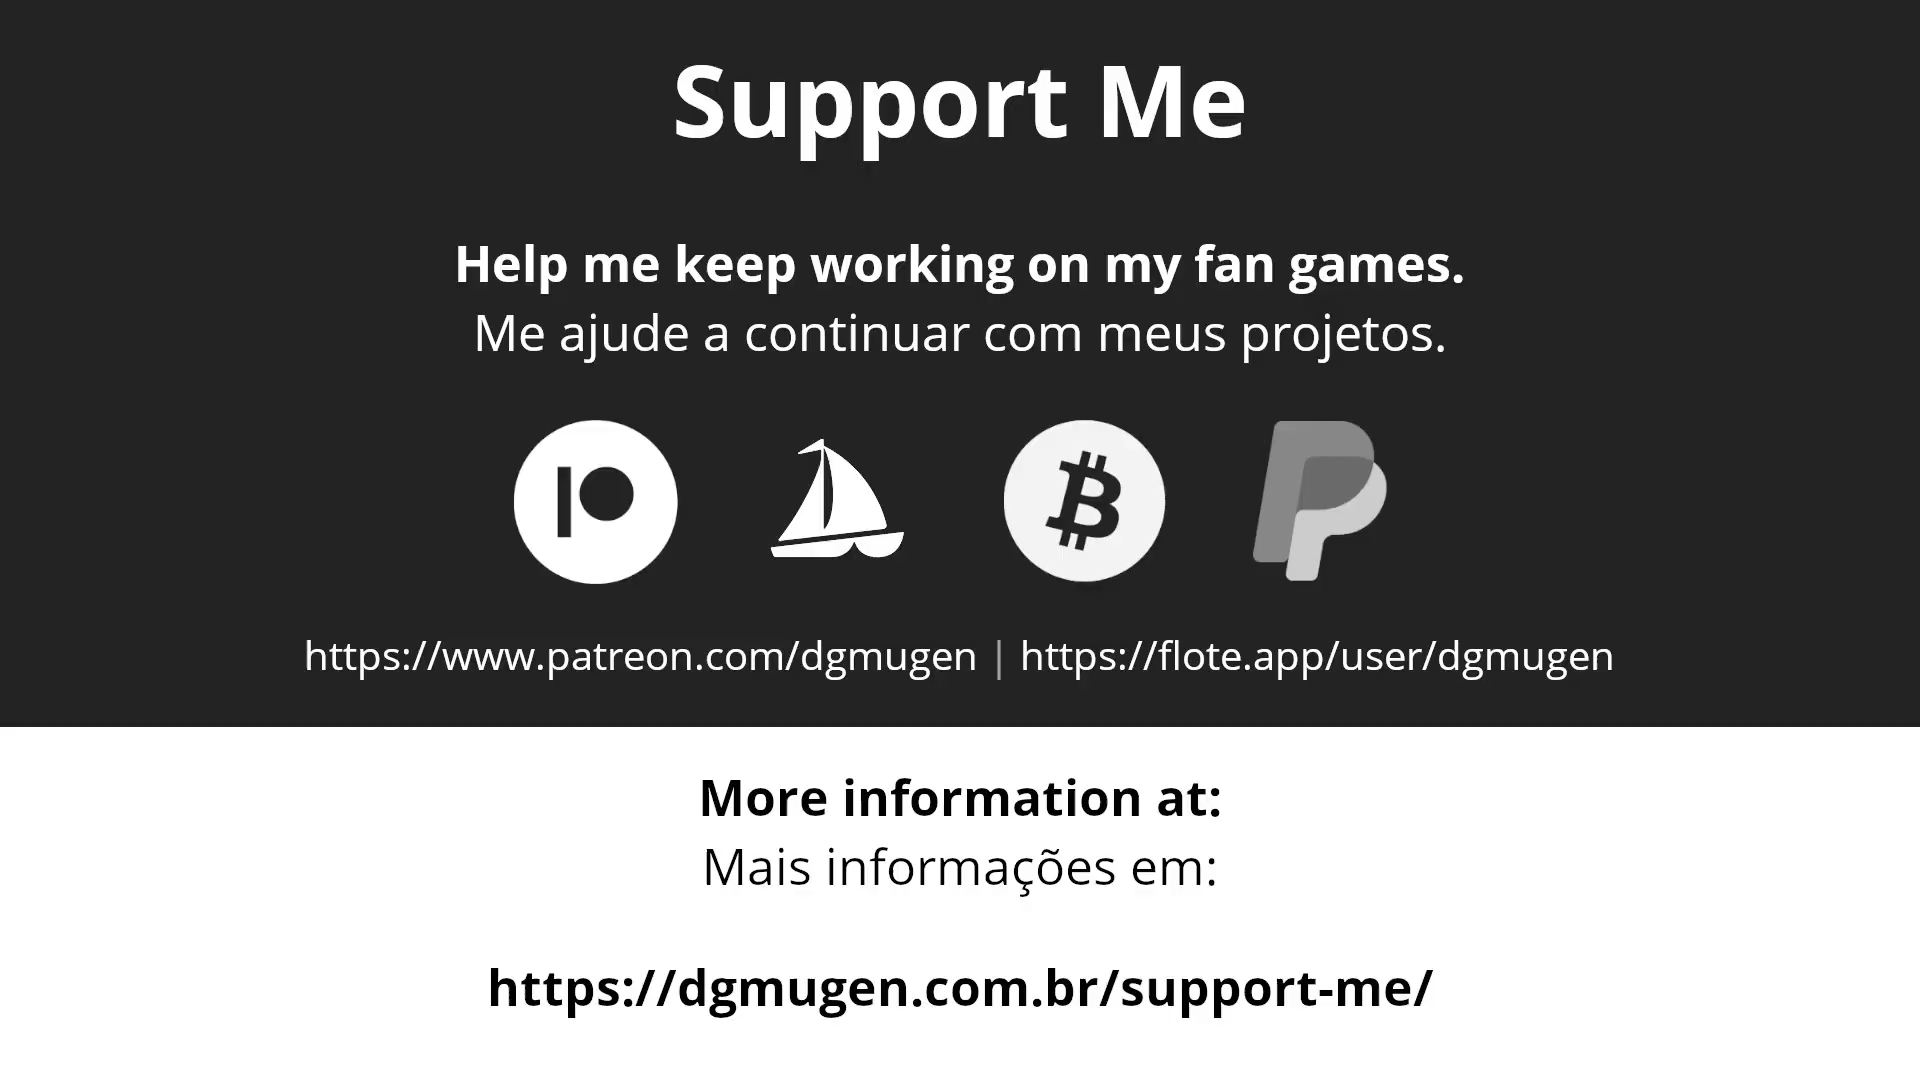 Support Me
Help me keep working on my fan games.
Me ajude a continuar com meus projetos.
https://www.patreon.com/dgmugen | https://flote.app/user/dgmugen
More information at:
Mais informações em:
https://dgmugen.com.br/support-me/